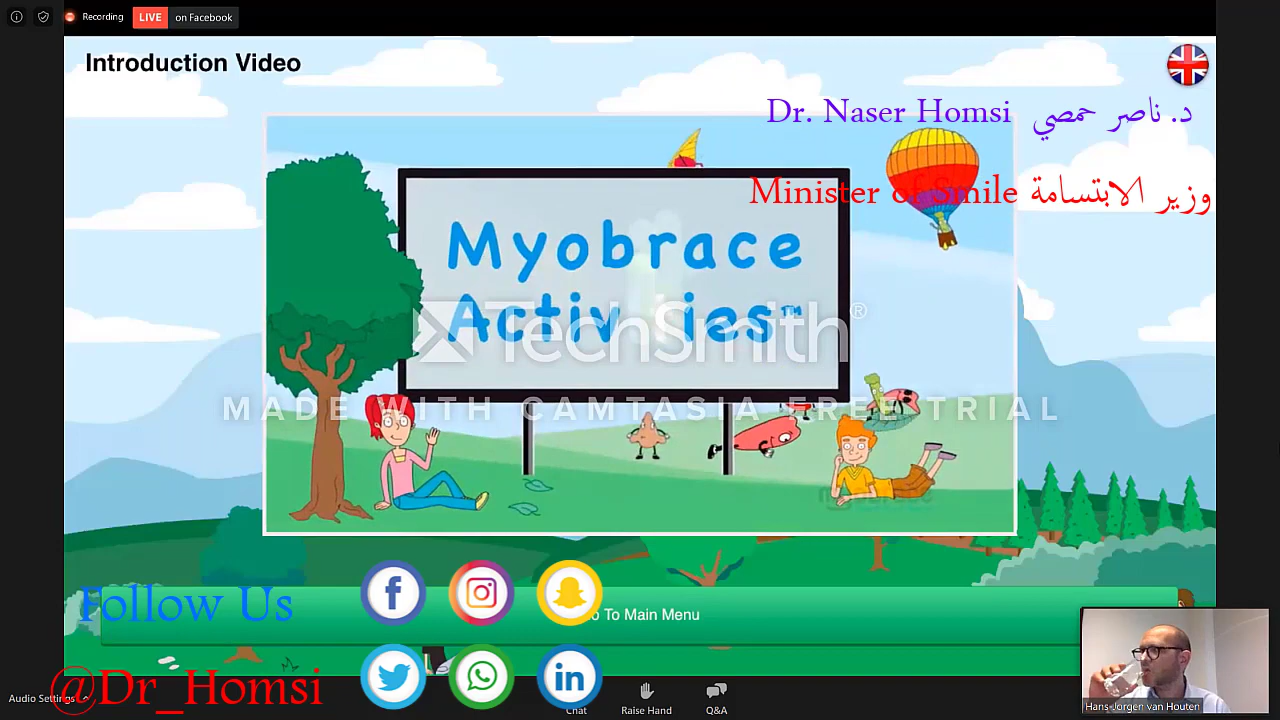 Recording LIVE on Facebook
Introduction Video
Dr. Naser Homsi د. ناصر حمصي
Minister of Smile وزير الابتسامة
Myobrace
Activ ies™
TechSmith®
MADE WITH CAMTASIA FREE TRIAL
Follow Us
To Main Menu
@Dr_Homsi
Audio Settings
Chat
Raise Hand
Q&A
Hans-Jorgen van Houten